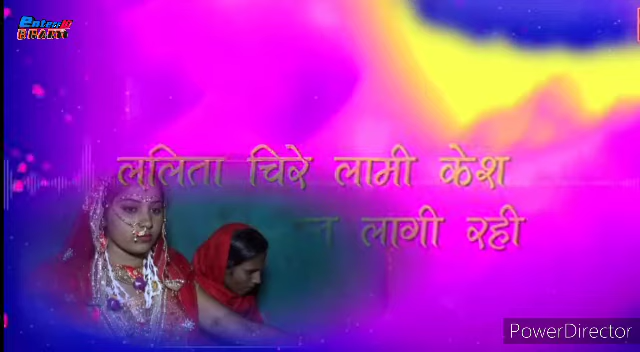 ललिता चिरे लामी केश
लागी रही
PowerDirector